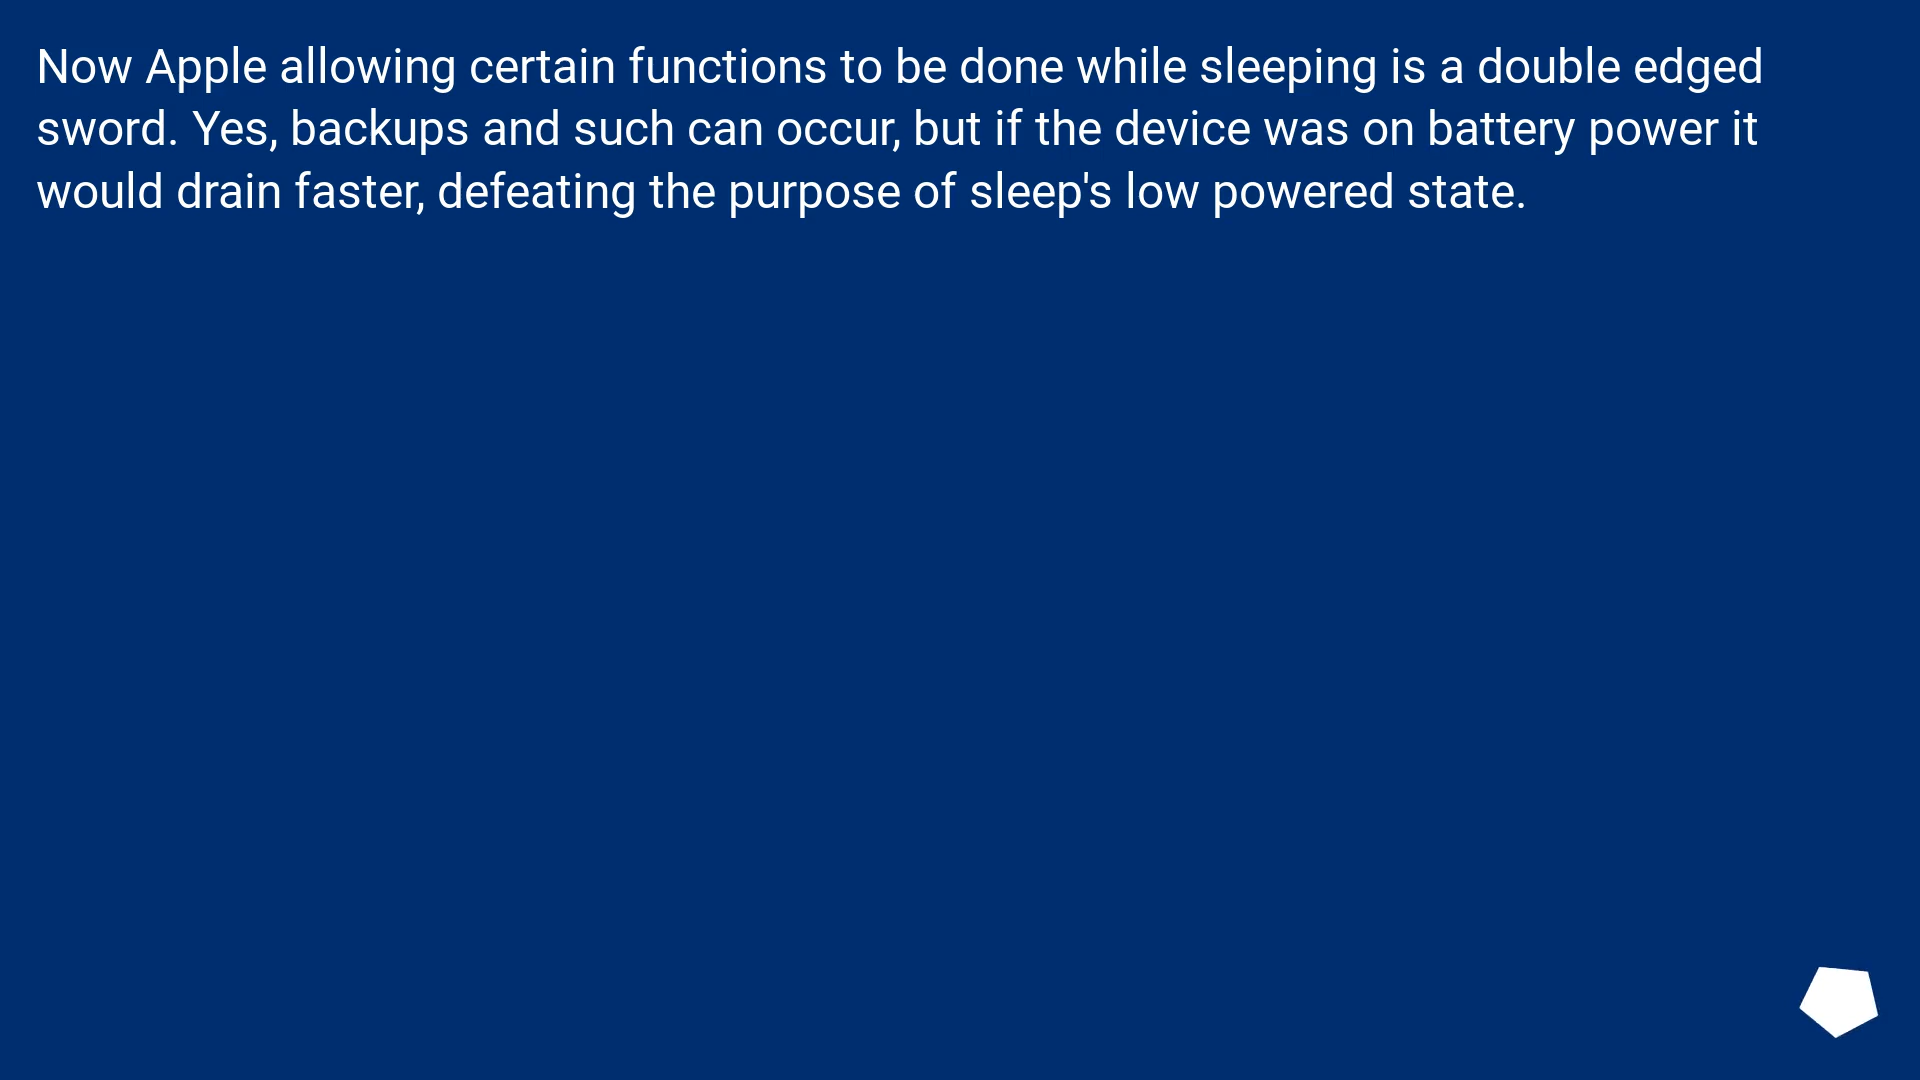 Now Apple allowing certain functions to be done while sleeping is a double edged
sword. Yes, backups and such can occur, but if the device was on battery power it
would drain faster, defeating the purpose of sleep's low powered state.